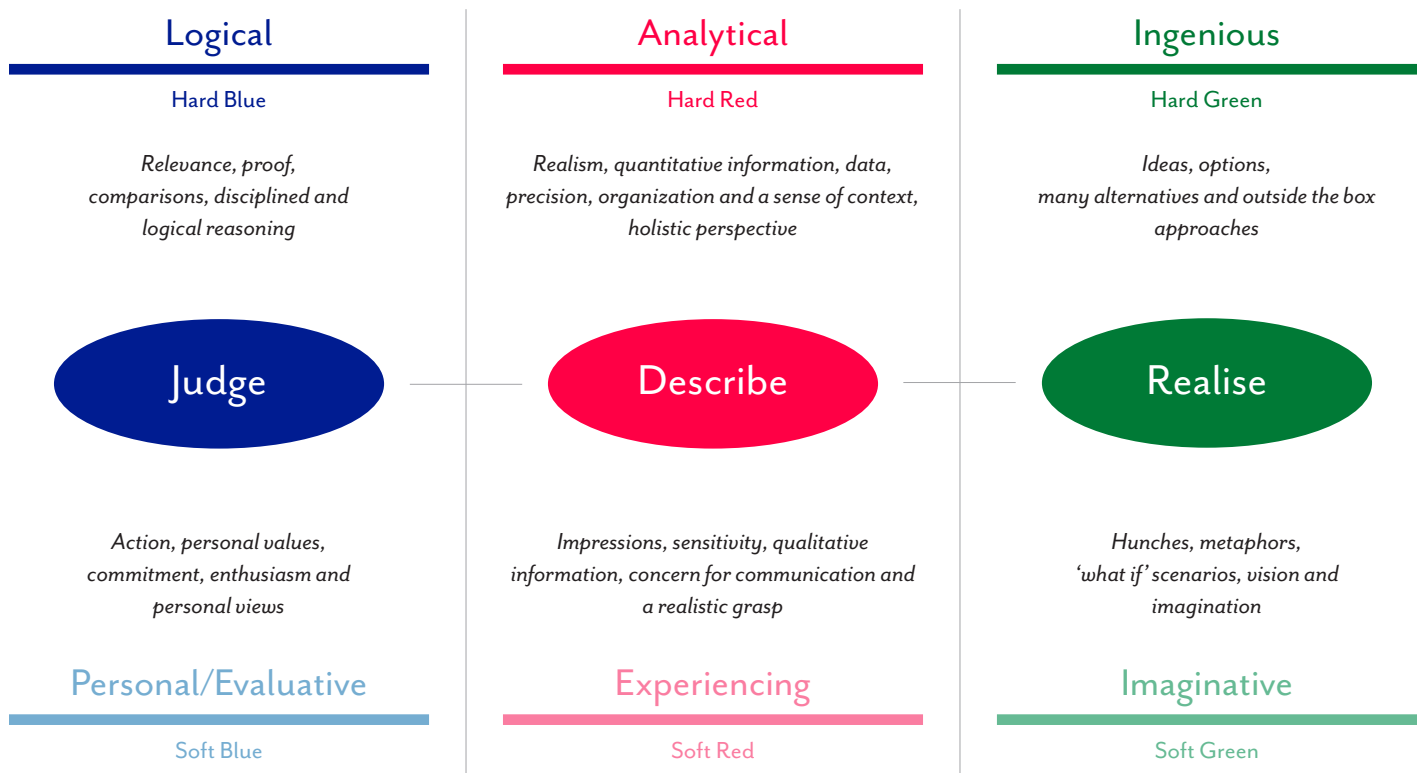 Logical
Hard Blue
Relevance, proof,
comparisons, disciplined and
logical reasoning
Judge
Action, personal values,
commitment, enthusiasm and
personal views
Personal/Evaluative
Soft Blue
Analytical
Hard Red
Realism, quantitative information, data,
precision, organization and a sense of context,
holistic perspective
Describe
Impressions, sensitivity, qualitative
information, concern for communication and
a realistic grasp
Experiencing
Soft Red
Ingenious
Hard Green
Ideas, options,
many alternatives and outside the box
approaches
Realise
Hunches, metaphors,
‘what if’ scenarios, vision and
imagination
Imaginative
Soft Green